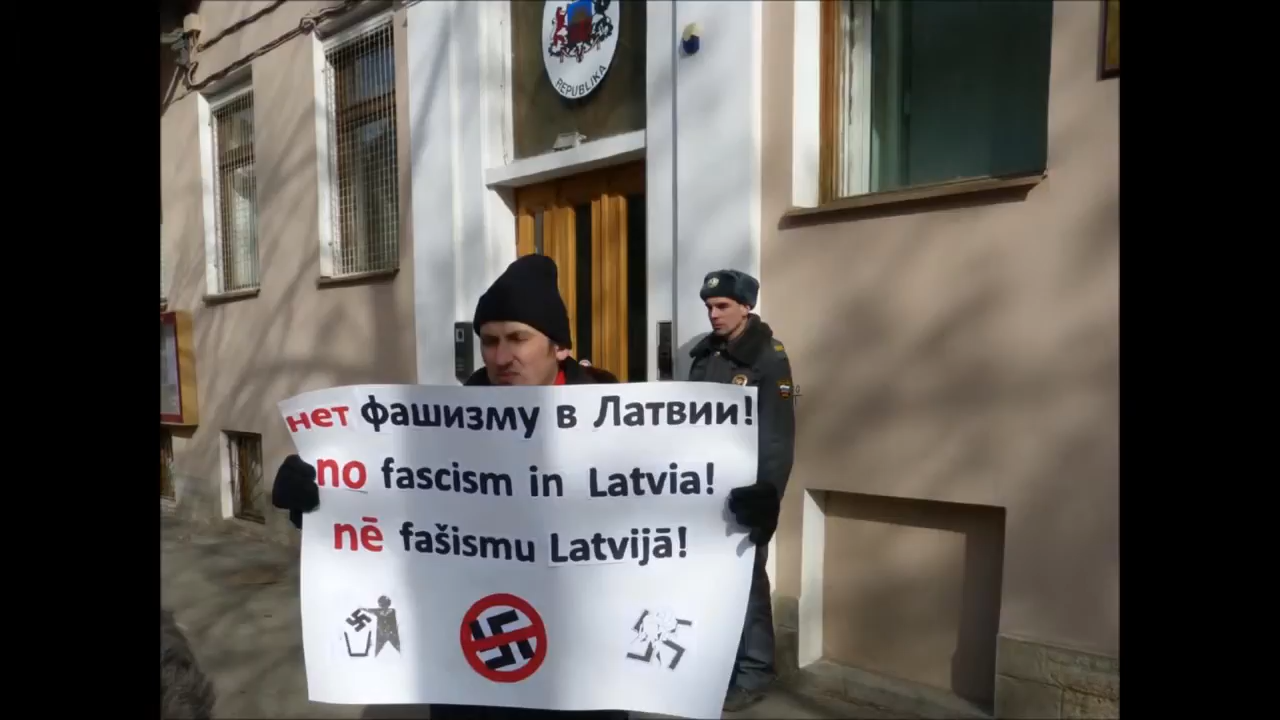 REPUBLIKA
нет фашизму в Латвии!
no fascism in Latvia!
nē fašismu Latvijā!